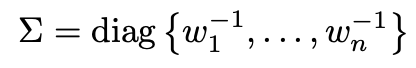 Σ = diag {w₁⁻¹, . . . , wₙ⁻¹}